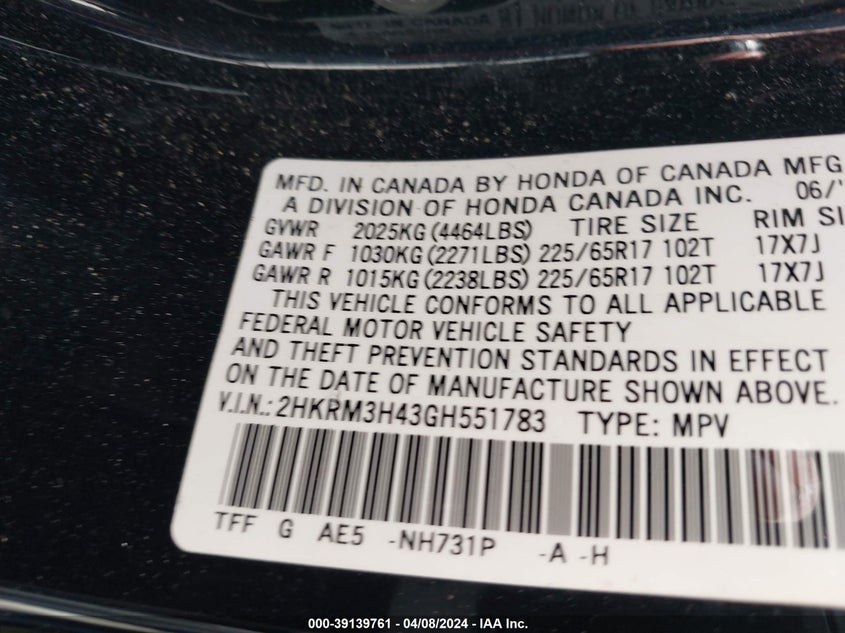 MFD. IN CANADA BY HONDA OF CANADA MFG
A DIVISION OF HONDA CANADA INC. 06/'
GVWR 2025KG (4464LBS) TIRE SIZE RIM SI
GAWR F 1030KG (2271LBS) 225/65R17 102T 17X7J
GAWR R 1015KG (2238LBS) 225/65R17 102T 17X7J
THIS VEHICLE CONFORMS TO ALL APPLICABLE
FEDERAL MOTOR VEHICLE SAFETY
AND THEFT PREVENTION STANDARDS IN EFFECT
ON THE DATE OF MANUFACTURE SHOWN ABOVE.
V.I.N.: 2HKRM3H43GH551783 TYPE: MPV
TFF G AE5 -NH731P -A -H
000-39139761 / 04/08/2024 - IAA Inc.